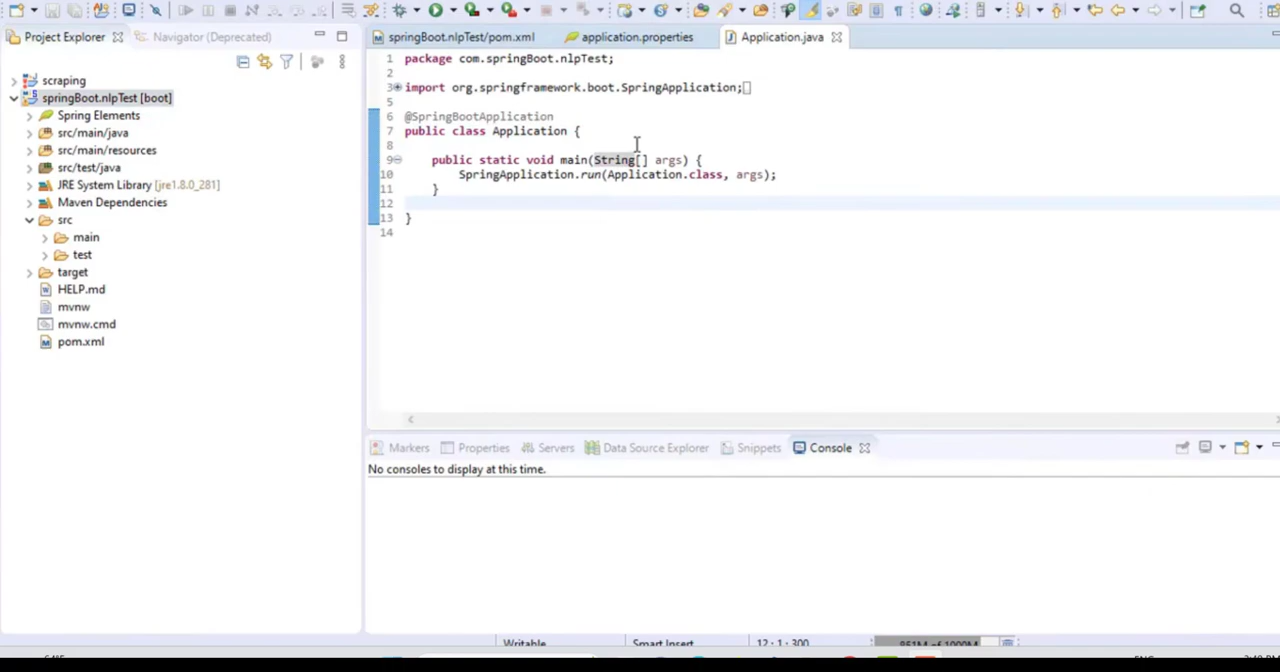 Project Explorer
Navigator (Deprecated)
springBoot.nlpTest/pom.xml
application.properties
Application.java
scraping
springBoot.nlpTest [boot]
Spring Elements
src/main/java
src/main/resources
src/test/java
JRE System Library [jre1.8.0_281]
Maven Dependencies
src
main
test
target
HELP.md
mvnw
mvnw.cmd
pom.xml
1 package com.springBoot.nlpTest;
2
3 import org.springframework.boot.SpringApplication;
5
6 @SpringBootApplication
7 public class Application {
8
9 public static void main(String[] args) {
10 SpringApplication.run(Application.class, args);
11 }
12
13 }
14
Markers
Properties
Servers
Data Source Explorer
Snippets
Console
No consoles to display at this time.
Writable
Smart Insert
12 : 1 : 300
851M of 1000M